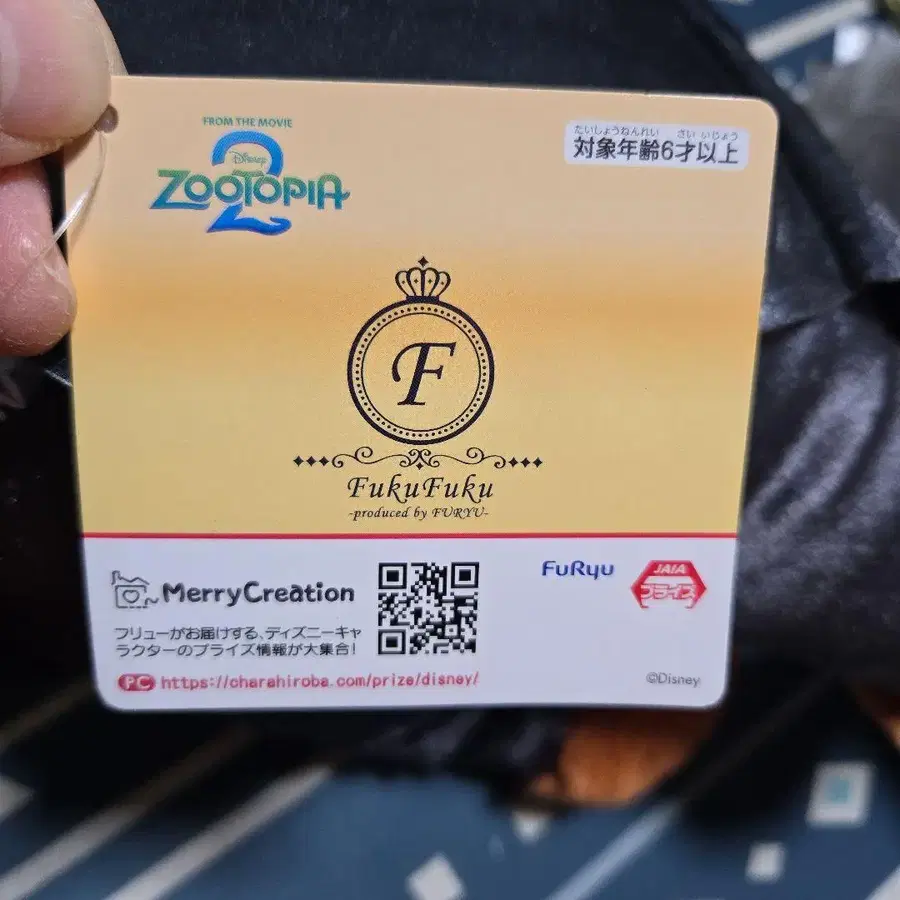 FROM THE MOVIE
Disney
ZOOTOPIA
2
たいしょうねんれい さい いじょう
対象年齢6才以上
F
FukuFuku
-produced by FURYU-
MerryCreation
フリューがお届けする、ディズニーキャ
ラクターのプライズ情報が大集合!
PC https://charahiroba.com/prize/disney/
FuRyu
JAIA
プライズ
©Disney